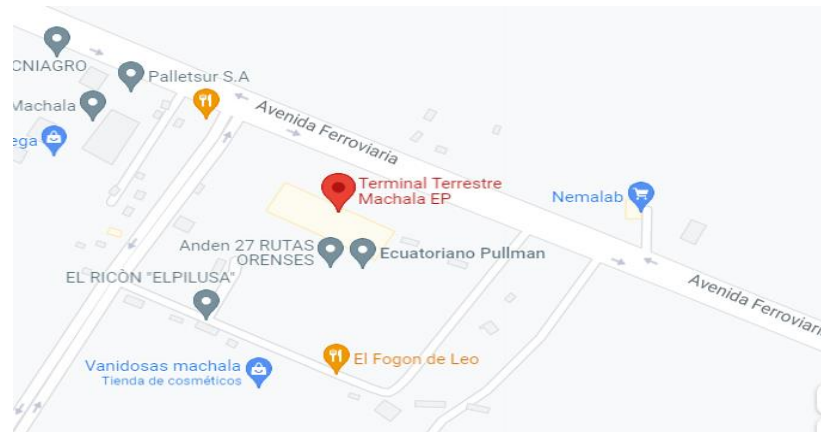 CNIAGRO
Palletsur S.A
Machala
ega
Avenida Ferroviaria
Terminal Terrestre
Machala EP
Nemalab
Anden 27 RUTAS
ORENSES
Ecuatoriano Pullman
EL RICÒN "ELPILUSA"
Avenida Ferroviari
El Fogon de Leo
Vanidosas machala
Tienda de cosméticos